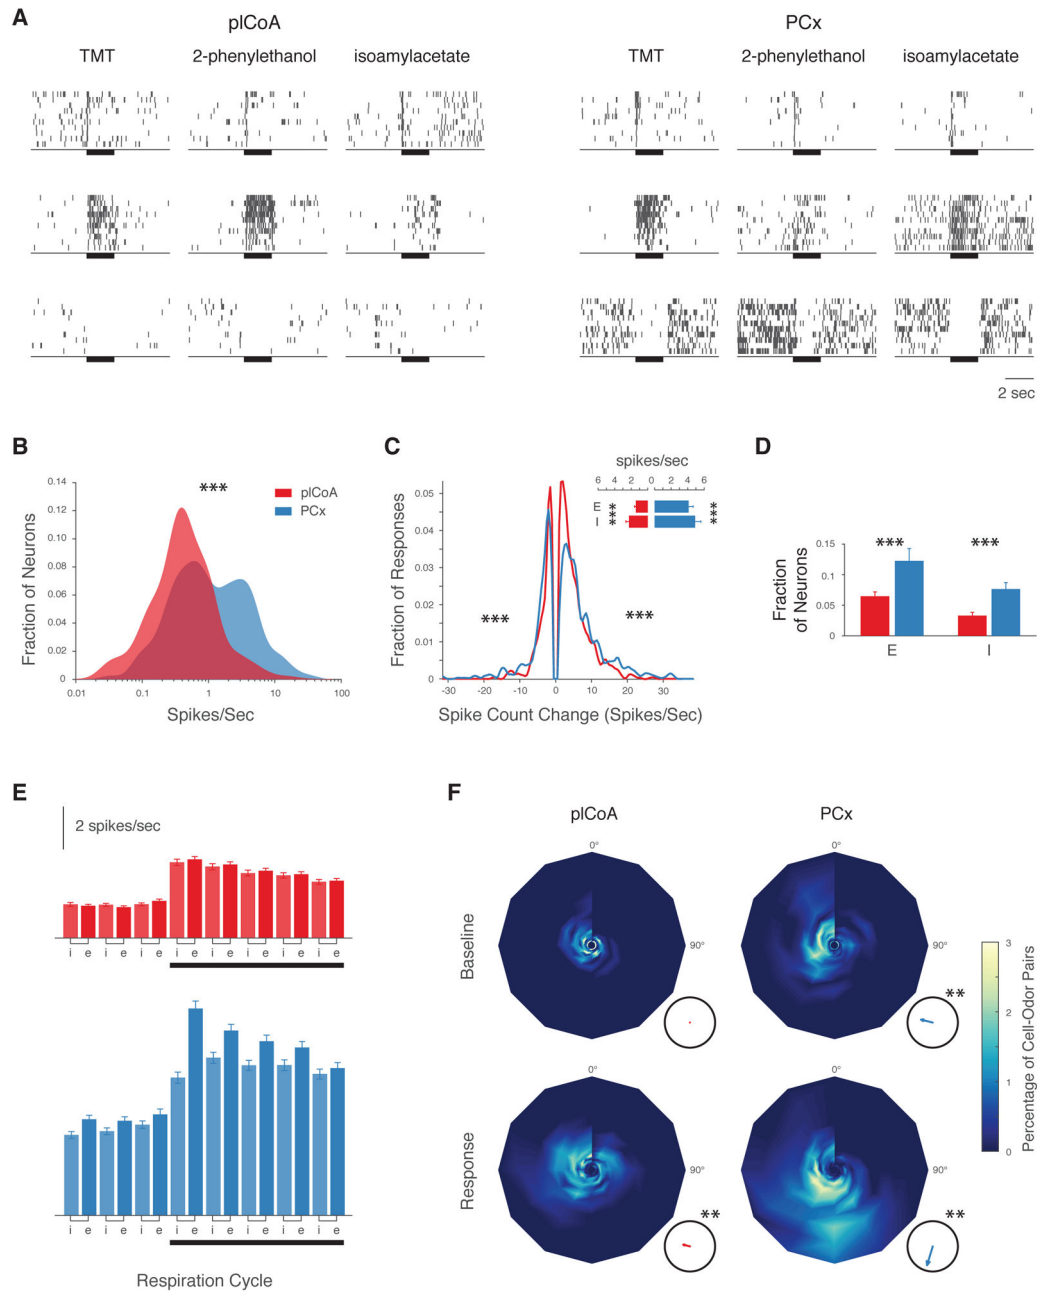 A
plCoA
PCx
TMT
2-phenylethanol
isoamylacetate
TMT
2-phenylethanol
isoamylacetate
2 sec
B
Fraction of Neurons
0.14
0.12
0.10
0.08
0.06
0.04
0.02
0
***
plCoA
PCx
0.01
0.1
1
10
100
Spikes/Sec
C
Fraction of Responses
0.05
0.04
0.03
0.02
0.01
0
spikes/sec
6 4 2 0 0 2 4 6
E
I
***
***
***
***
***
***
-30
-20
-10
0
10
20
30
Spike Count Change (Spikes/Sec)
D
Fraction
of Neurons
0.15
0.1
0.05
0
***
***
E
I
E
2 spikes/sec
i e i e i e i e i e i e i e i e
i e i e i e i e i e i e i e i e
Respiration Cycle
F
plCoA
PCx
Baseline
0°
90°
0°
90°
**
Response
0°
90°
**
0°
90°
**
3
2
1
0
Percentage of Cell-Odor Pairs